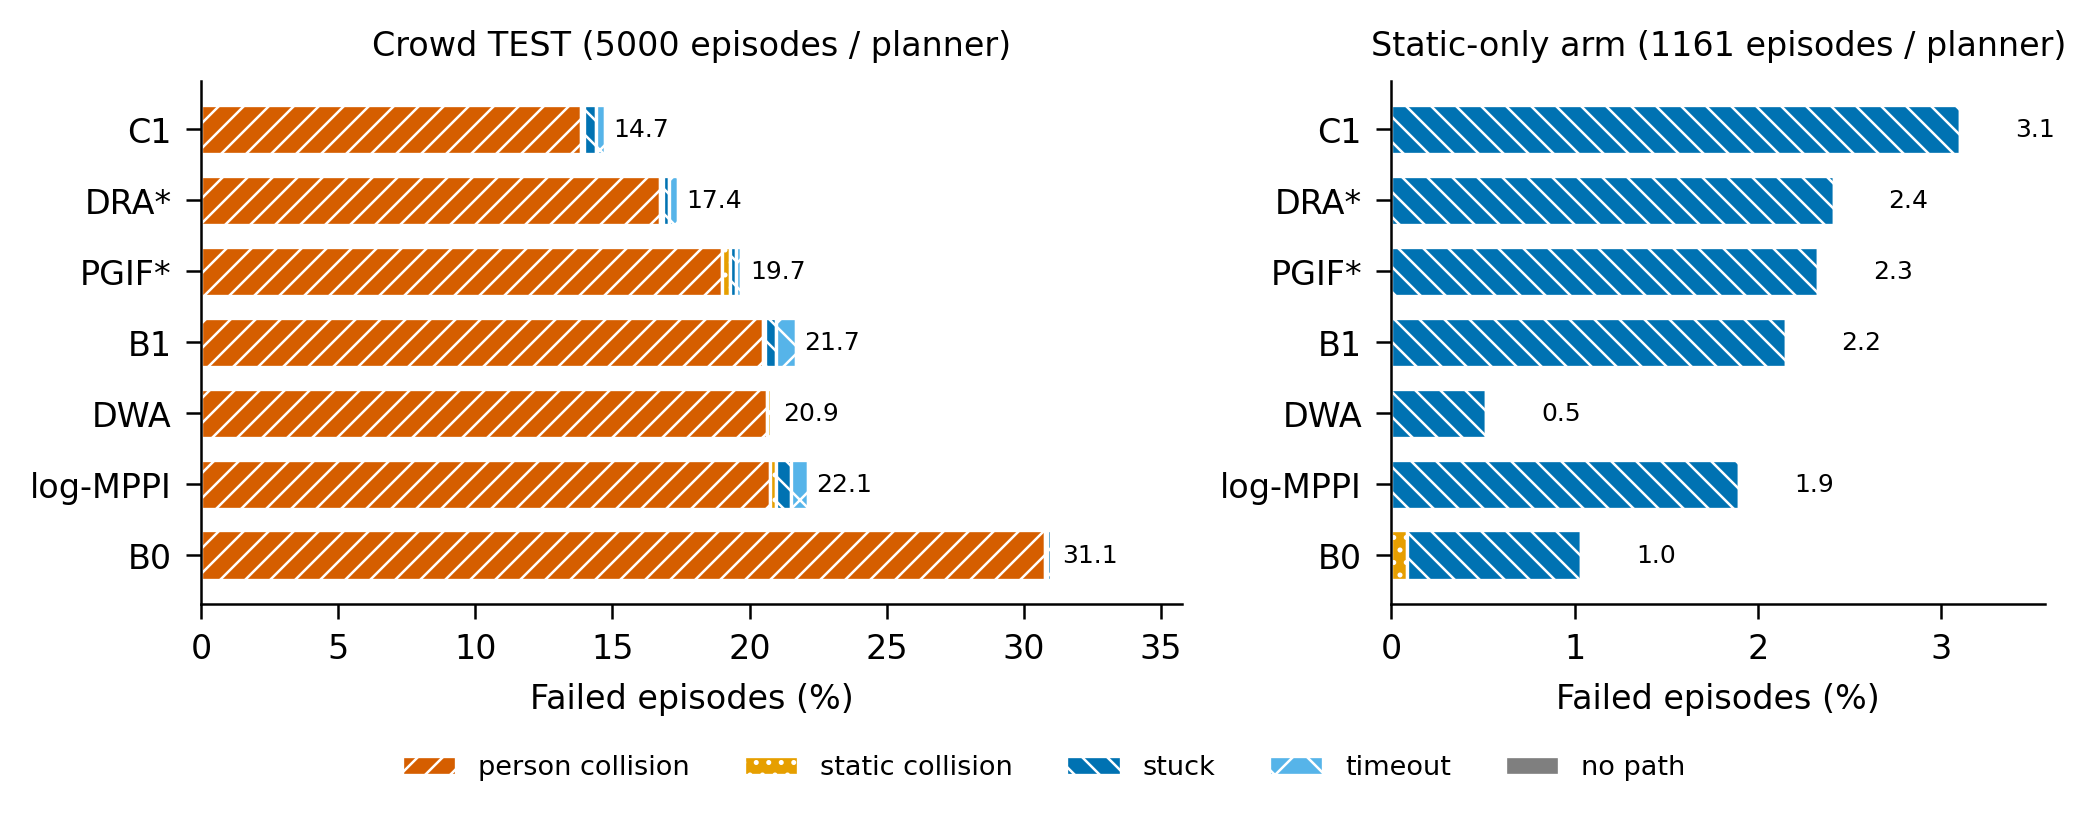 Crowd TEST (5000 episodes / planner)
C1
14.7
DRA*
17.4
PGIF*
19.7
B1
21.7
DWA
20.9
log-MPPI
22.1
B0
31.1
0 5 10 15 20 25 30 35
Failed episodes (%)
Static-only arm (1161 episodes / planner)
C1
3.1
DRA*
2.4
PGIF*
2.3
B1
2.2
DWA
0.5
log-MPPI
1.9
B0
1.0
0 1 2 3
Failed episodes (%)
person collision static collision stuck timeout no path